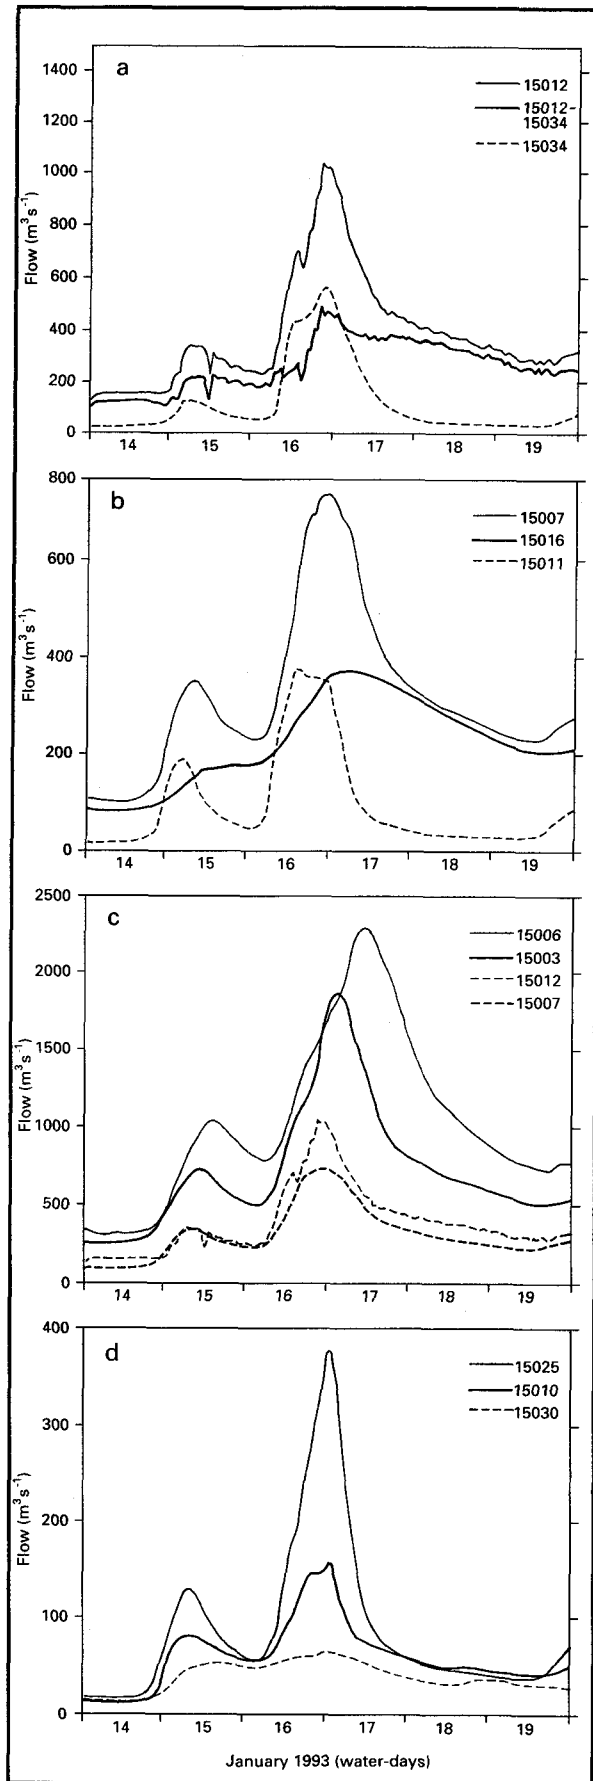 a
1400
1200
1000
800
600
400
200
0
Flow (m³s⁻¹)
15012
15012-
15034
15034
14 15 16 17 18 19
b
800
600
400
200
0
Flow (m³s⁻¹)
15007
15016
15011
14 15 16 17 18 19
c
2500
2000
1500
1000
500
0
Flow (m³s⁻¹)
15006
15003
15012
15007
14 15 16 17 18 19
d
400
300
200
100
0
Flow (m³s⁻¹)
15025
15010
15030
14 15 16 17 18 19
January 1993 (water-days)